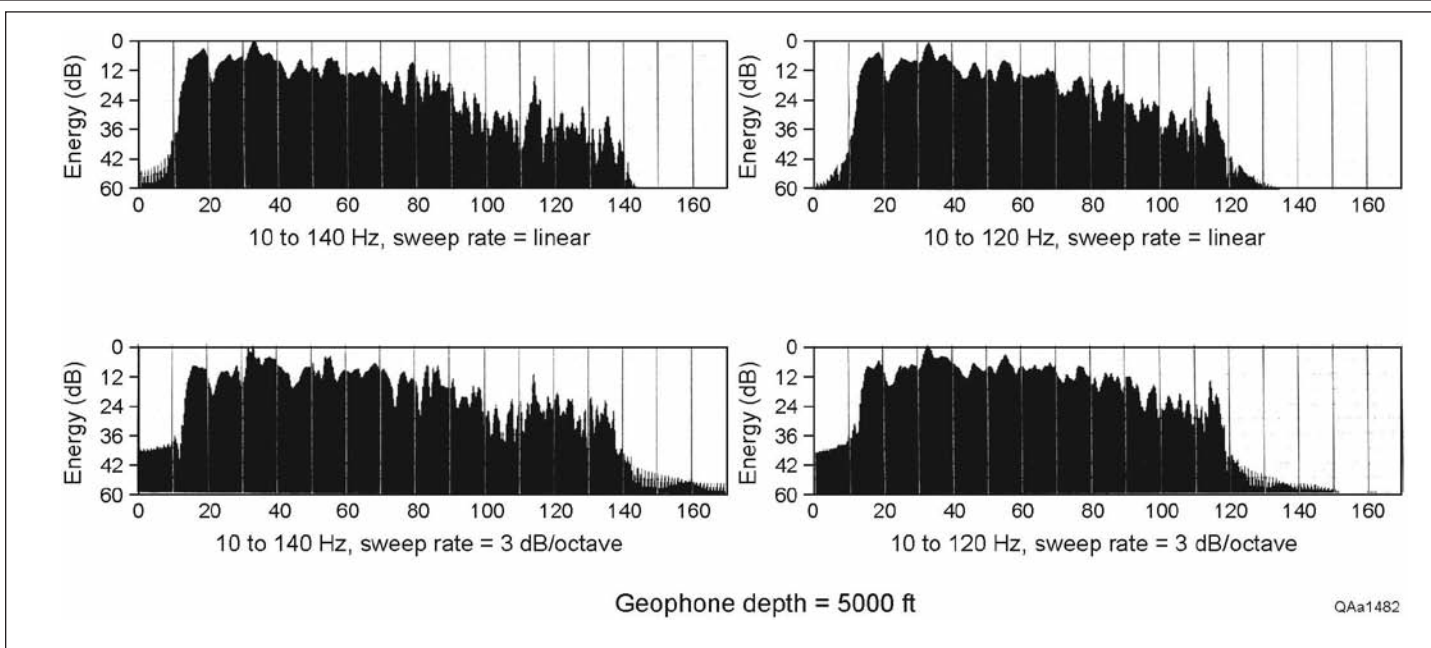 Energy (dB)
0
12
24
36
42
60
0 20 40 60 80 100 120 140 160
10 to 140 Hz, sweep rate = linear
Energy (dB)
0
12
24
36
42
60
0 20 40 60 80 100 120 140 160
10 to 120 Hz, sweep rate = linear
Energy (dB)
0
12
24
36
42
60
0 20 40 60 80 100 120 140 160
10 to 140 Hz, sweep rate = 3 dB/octave
Energy (dB)
0
12
24
36
42
60
0 20 40 60 80 100 120 140 160
10 to 120 Hz, sweep rate = 3 dB/octave
Geophone depth = 5000 ft
QAa1482